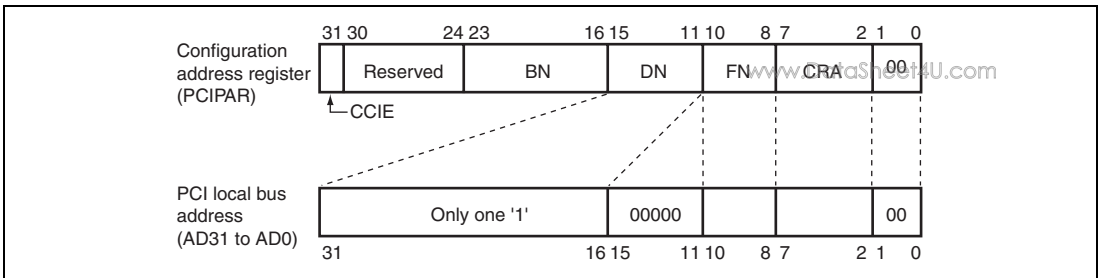 31 30 24 23 16 15 11 10 8 7 2 1 0
Configuration
address register
(PCIPAR)
Reserved BN DN FN CRA 00
www.DataSheet4U.com
CCIE
PCI local bus
address
(AD31 to AD0)
Only one '1' 00000 00
31 16 15 11 10 8 7 2 1 0